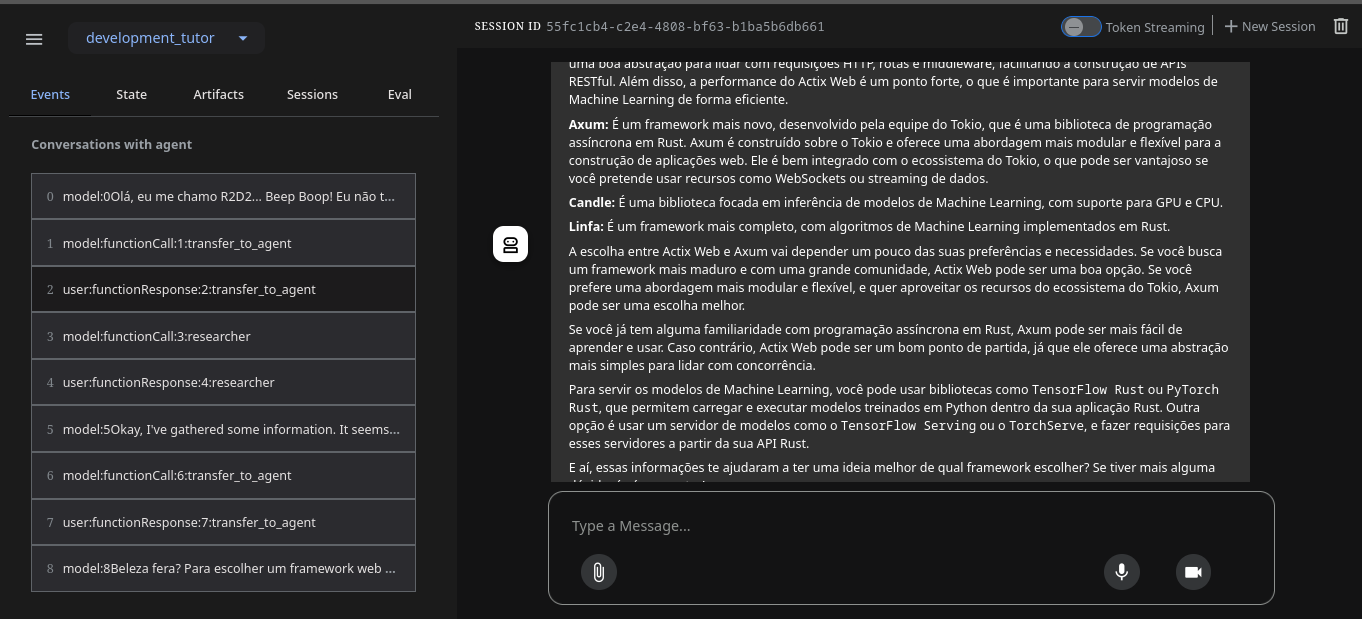 development_tutor
Events State Artifacts Sessions Eval
Conversations with agent
0 model:0Olá, eu me chamo R2D2... Beep Boop! Eu não t...
1 model:functionCall:1:transfer_to_agent
2 user:functionResponse:2:transfer_to_agent
3 model:functionCall:3:researcher
4 user:functionResponse:4:researcher
5 model:5Okay, I've gathered some information. It seems...
6 model:functionCall:6:transfer_to_agent
7 user:functionResponse:7:transfer_to_agent
8 model:8Beleza fera? Para escolher um framework web ...
SESSION ID 55fc1cb4-c2e4-4808-bf63-b1ba5b6db661
Token Streaming
New Session
uma boa abstração para lidar com requisições HTTP, rotas e middleware, facilitando a construção de APIs
RESTful. Além disso, a performance do Actix Web é um ponto forte, o que é importante para servir modelos de
Machine Learning de forma eficiente.
Axum: É um framework mais novo, desenvolvido pela equipe do Tokio, que é uma biblioteca de programação
assíncrona em Rust. Axum é construído sobre o Tokio e oferece uma abordagem mais modular e flexível para a
construção de aplicações web. Ele é bem integrado com o ecossistema do Tokio, o que pode ser vantajoso se
você pretende usar recursos como WebSockets ou streaming de dados.
Candle: É uma biblioteca focada em inferência de modelos de Machine Learning, com suporte para GPU e CPU.
Linfa: É um framework mais completo, com algoritmos de Machine Learning implementados em Rust.
A escolha entre Actix Web e Axum vai depender um pouco das suas preferências e necessidades. Se você busca
um framework mais maduro e com uma grande comunidade, Actix Web pode ser uma boa opção. Se você
prefere uma abordagem mais modular e flexível, e quer aproveitar os recursos do ecossistema do Tokio, Axum
pode ser uma escolha melhor.
Se você já tem alguma familiaridade com programação assíncrona em Rust, Axum pode ser mais fácil de
aprender e usar. Caso contrário, Actix Web pode ser um bom ponto de partida, já que ele oferece uma abstração
mais simples para lidar com concorrência.
Para servir os modelos de Machine Learning, você pode usar bibliotecas como TensorFlow Rust ou PyTorch
Rust, que permitem carregar e executar modelos treinados em Python dentro da sua aplicação Rust. Outra
opção é usar um servidor de modelos como o TensorFlow Serving ou o TorchServe, e fazer requisições para
esses servidores a partir da sua API Rust.
E aí, essas informações te ajudaram a ter uma ideia melhor de qual framework escolher? Se tiver mais alguma
Type a Message...